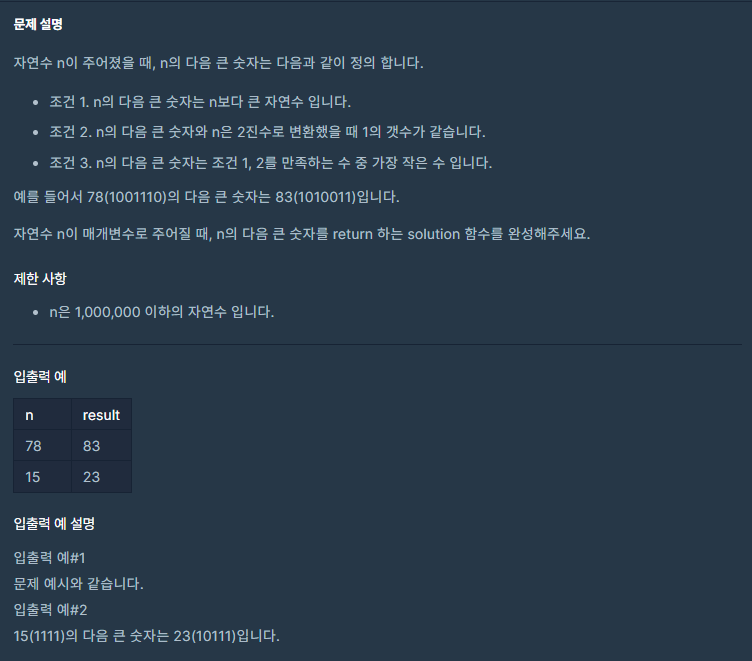 문제 설명
자연수 n이 주어졌을 때, n의 다음 큰 숫자는 다음과 같이 정의 합니다.
• 조건 1. n의 다음 큰 숫자는 n보다 큰 자연수 입니다.
• 조건 2. n의 다음 큰 숫자와 n은 2진수로 변환했을 때 1의 갯수가 같습니다.
• 조건 3. n의 다음 큰 숫자는 조건 1, 2를 만족하는 수 중 가장 작은 수 입니다.
예를 들어서 78(1001110)의 다음 큰 숫자는 83(1010011)입니다.
자연수 n이 매개변수로 주어질 때, n의 다음 큰 숫자를 return 하는 solution 함수를 완성해주세요.
제한 사항
• n은 1,000,000 이하의 자연수 입니다.
입출력 예
n result
78 83
15 23
입출력 예 설명
입출력 예#1
문제 예시와 같습니다.
입출력 예#2
15(1111)의 다음 큰 숫자는 23(10111)입니다.